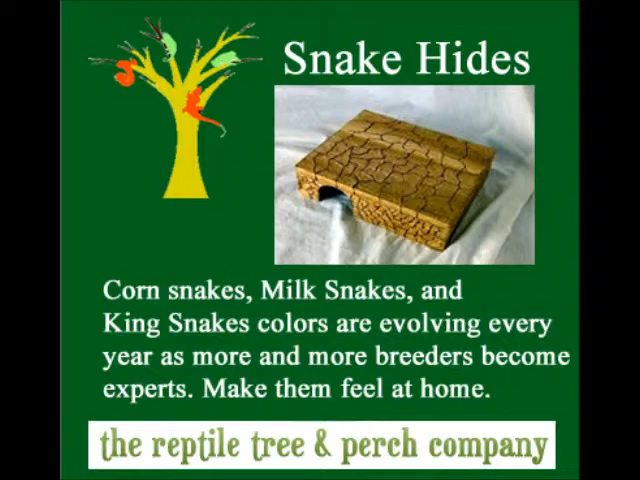 Snake Hides
Corn snakes, Milk Snakes, and
King Snakes colors are evolving every
year as more and more breeders become
experts. Make them feel at home.
the reptile tree & perch company